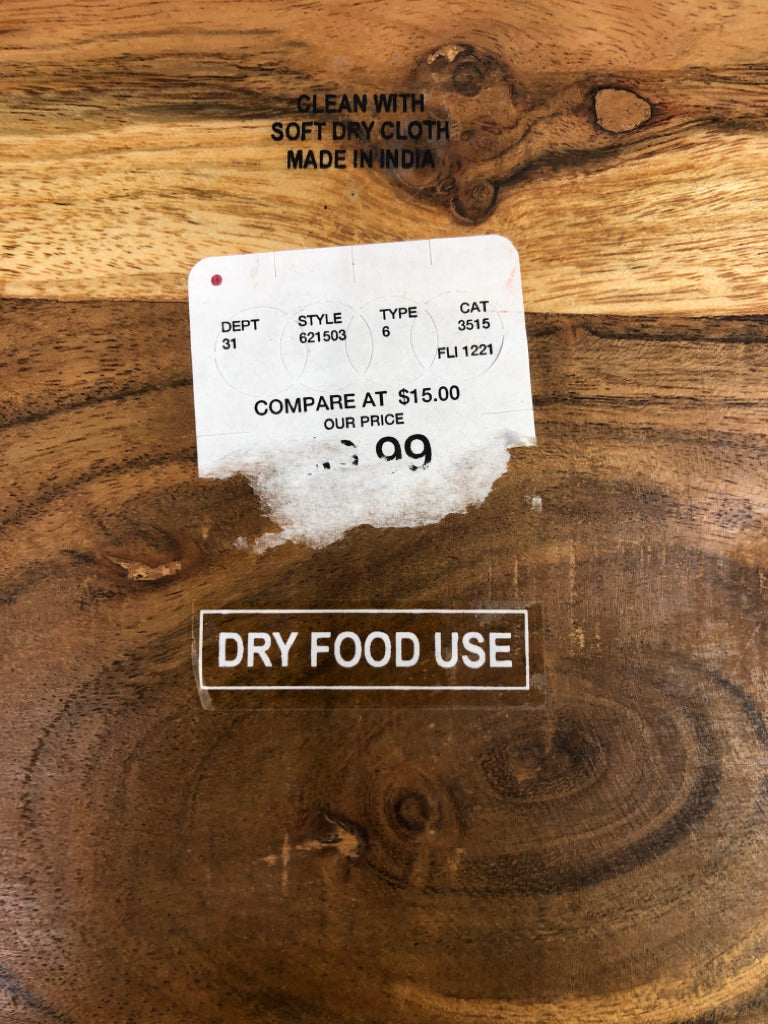 CLEAN WITH
SOFT DRY CLOTH
MADE IN INDIA
DEPT STYLE TYPE CAT
31 621503 6 3515
FLI 1221
COMPARE AT $15.00
OUR PRICE
99
DRY FOOD USE